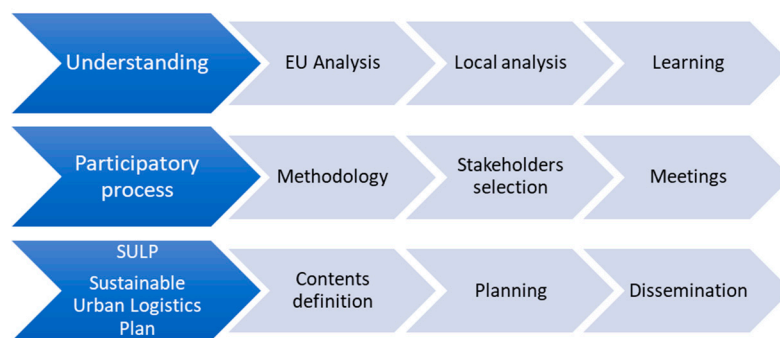 Understanding
EU Analysis
Local analysis
Learning
Participatory
process
Methodology
Stakeholders
selection
Meetings
SULP
Sustainable
Urban Logistics
Plan
Contents
definition
Planning
Dissemination